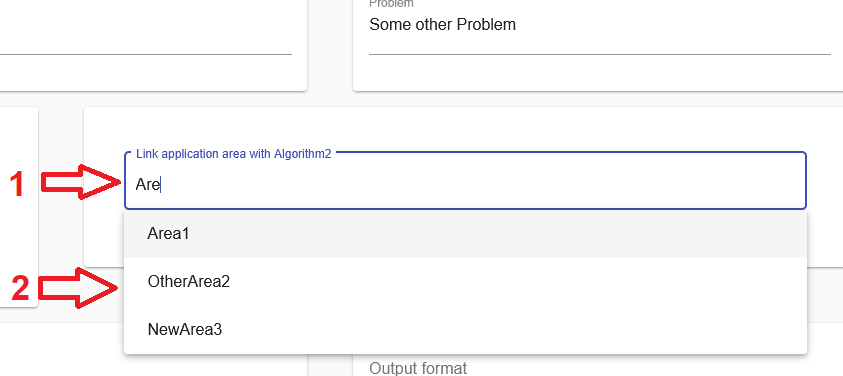 Problem
Some other Problem
Link application area with Algorithm2
1
Are
Area1
2
OtherArea2
NewArea3
Output format